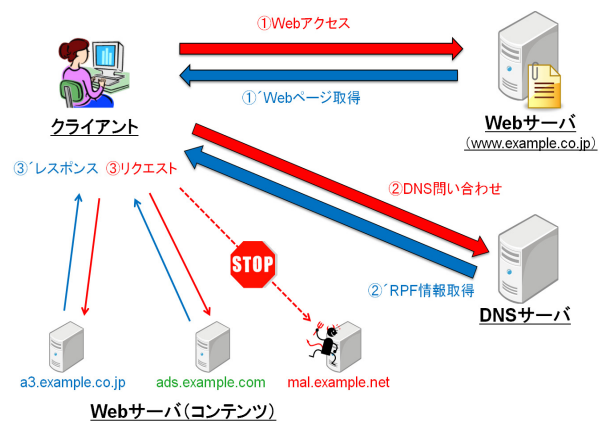 ①Webアクセス
①´Webページ取得
クライアント
Webサーバ
(www.example.co.jp)
③´レスポンス
③リクエスト
②DNS問い合わせ
STOP
②´RPF情報取得
DNSサーバ
a3.example.co.jp
ads.example.com
mal.example.net
Webサーバ(コンテンツ)